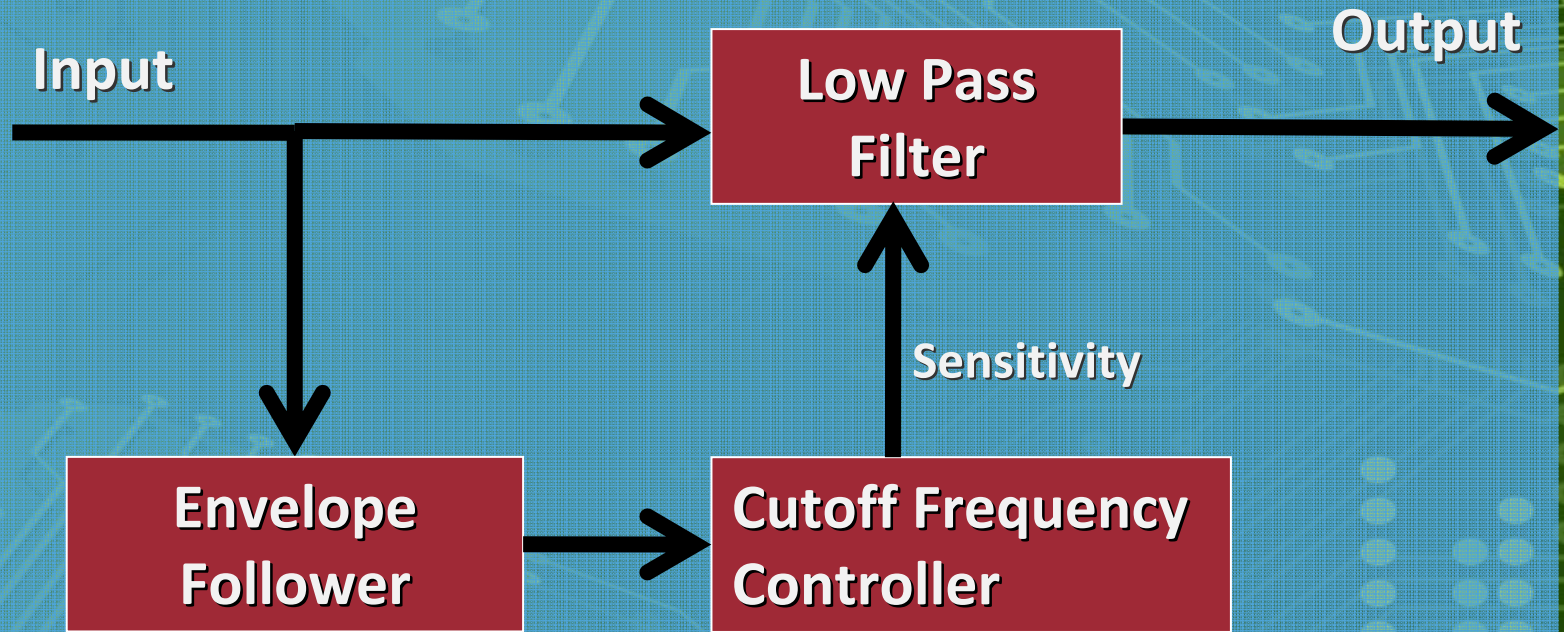 Input
Low Pass
Filter
Output
Sensitivity
Envelope
Follower
Cutoff Frequency
Controller